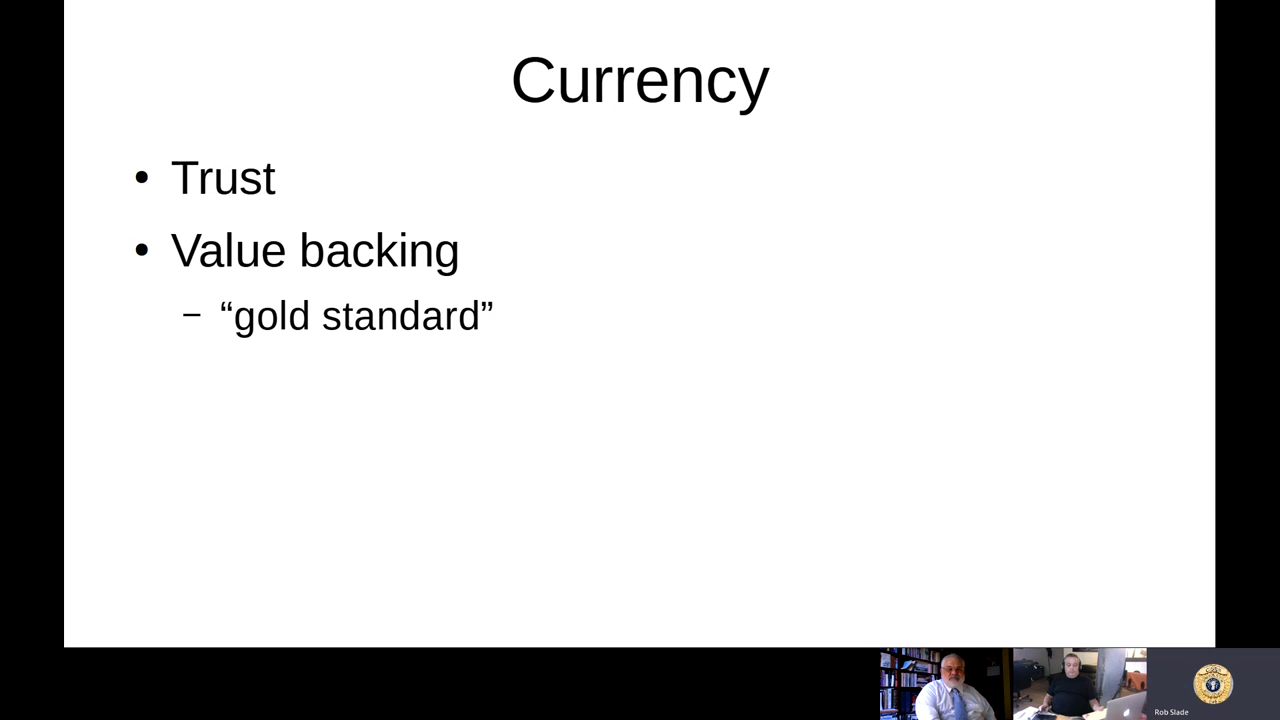 Currency
• Trust
• Value backing
– “gold standard”
Rob Slade